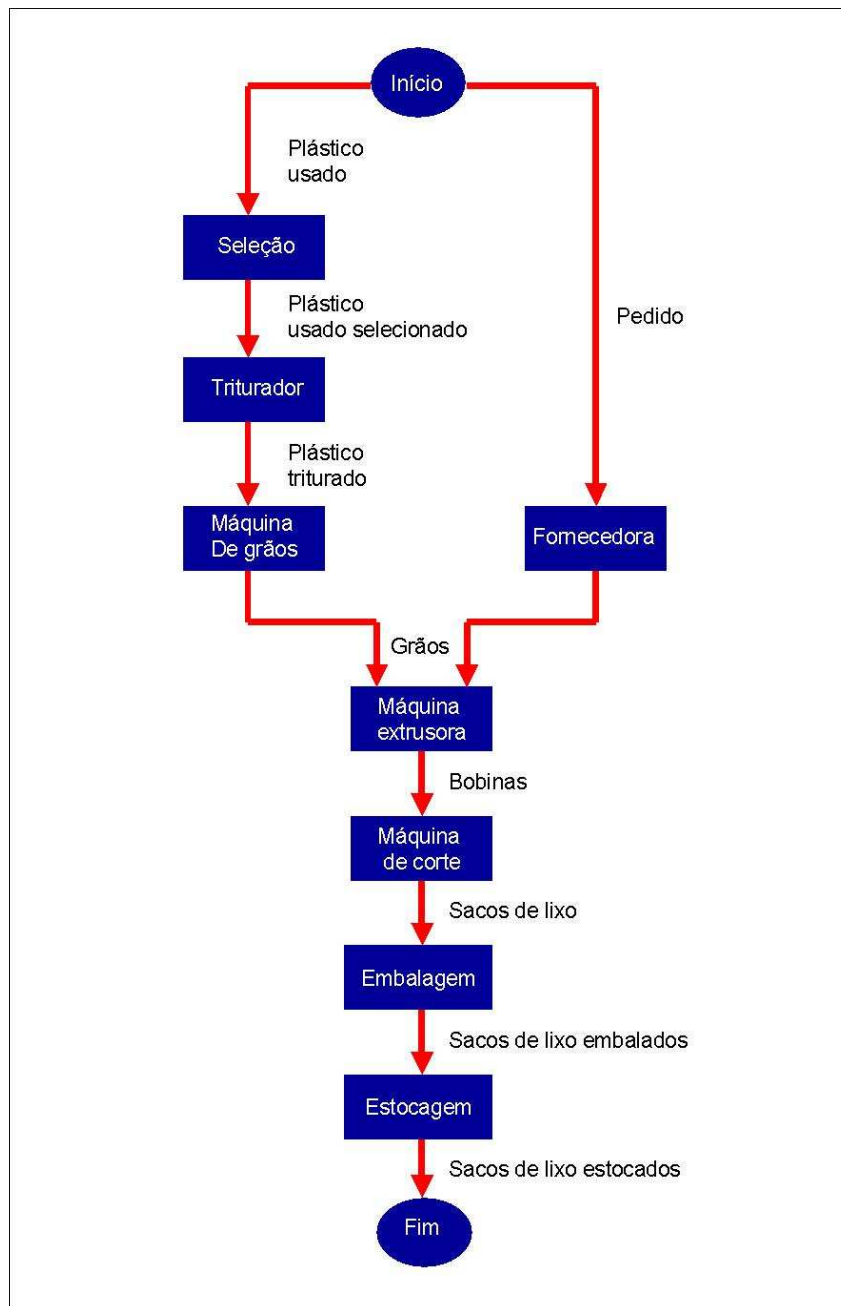 Início
Plástico
usado
Seleção
Plástico
usado selecionado
Pedido
Triturador
Plástico
triturado
Máquina
De grãos
Fornecedora
Grãos
Máquina
extrusora
Bobinas
Máquina
de corte
Sacos de lixo
Embalagem
Sacos de lixo embalados
Estocagem
Sacos de lixo estocados
Fim